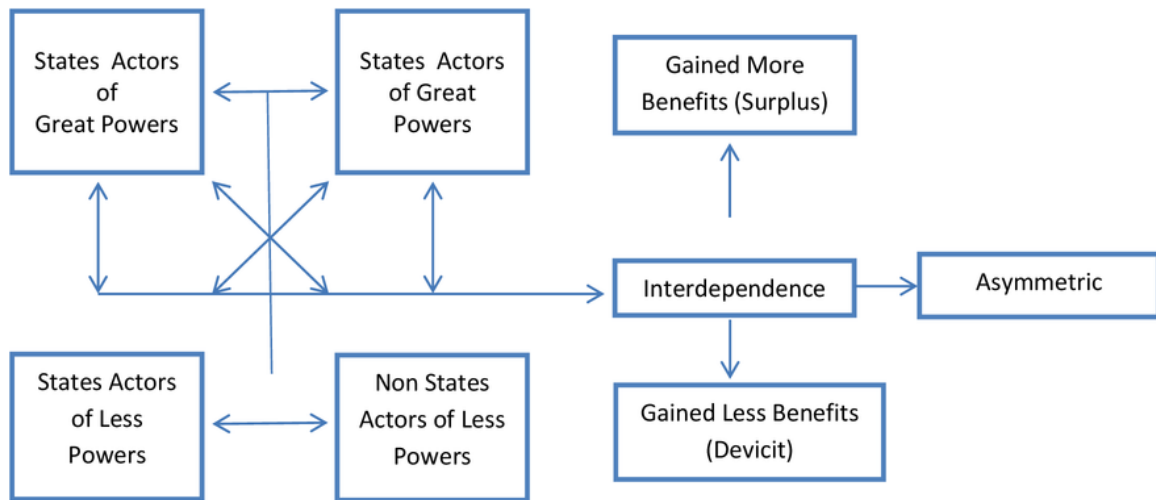 States Actors
of
Great Powers
States Actors
of Great
Powers
Gained More
Benefits (Surplus)
Interdependence
Asymmetric
States Actors
of Less
Powers
Non States
Actors of Less
Powers
Gained Less Benefits
(Devicit)